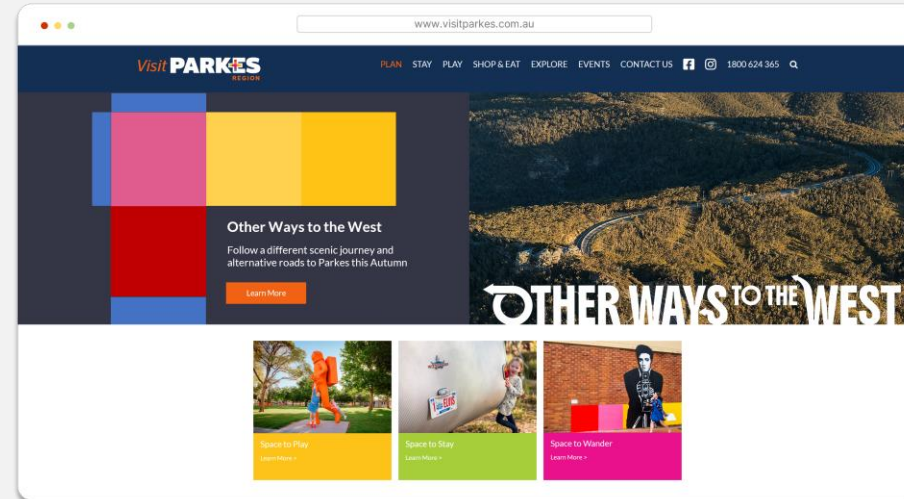 www.visitparkes.com.au
Visit PARKES
REGION
PLAN STAY PLAY SHOP & EAT EXPLORE EVENTS CONTACT US 1800 624 365
Other Ways to the West
Follow a different scenic journey and
alternative roads to Parkes this Autumn
Learn More
OTHER WAYS TO THE WEST
ELVIS
Space to Play
Learn More >
Space to Stay
Learn More >
Space to Wander
Learn More >